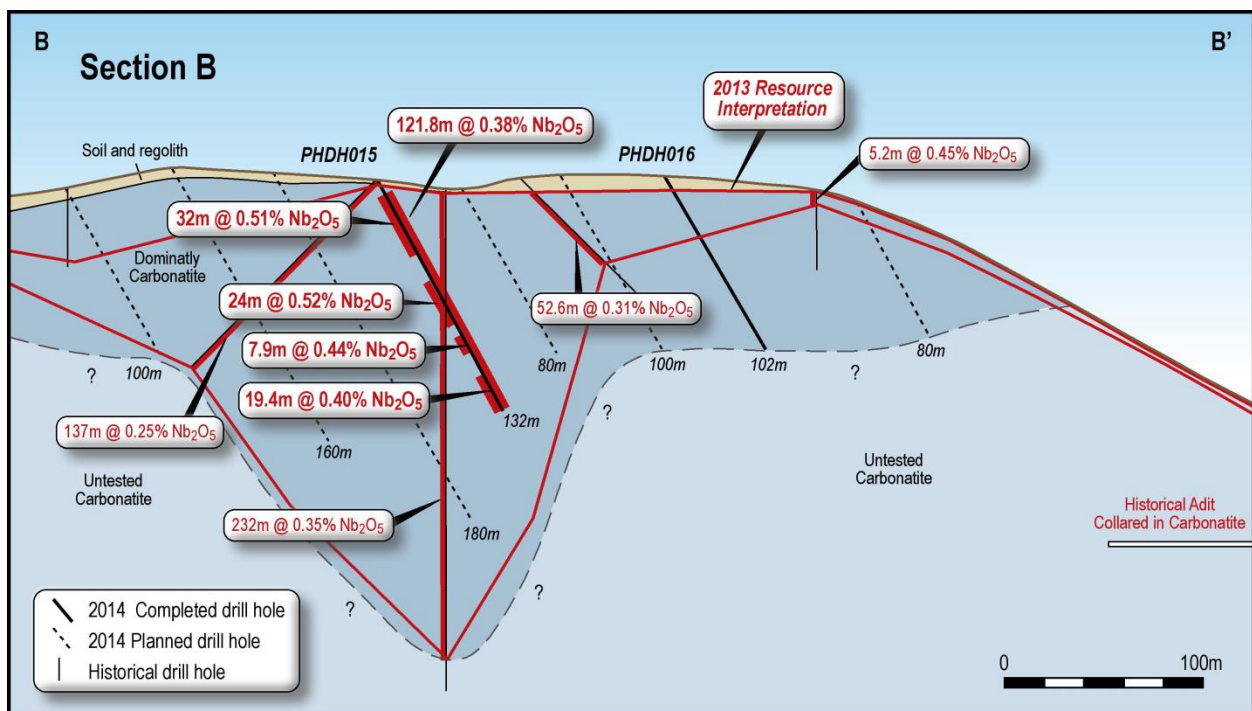 B
B'
Section B
2013 Resource
Interpretation
121.8m @ 0.38% Nb₂O₅
Soil and regolith
PHDH015
PHDH016
5.2m @ 0.45% Nb₂O₅
32m @ 0.51% Nb₂O₅
Dominatly
Carbonatite
24m @ 0.52% Nb₂O₅
52.6m @ 0.31% Nb₂O₅
7.9m @ 0.44% Nb₂O₅
?
100m
80m
100m
102m
?
80m
19.4m @ 0.40% Nb₂O₅
132m
?
137m @ 0.25% Nb₂O₅
160m
Untested
Carbonatite
Untested
Carbonatite
232m @ 0.35% Nb₂O₅
180m
Historical Adit
Collared in Carbonatite
?
?
2014 Completed drill hole
2014 Planned drill hole
Historical drill hole
0
100m